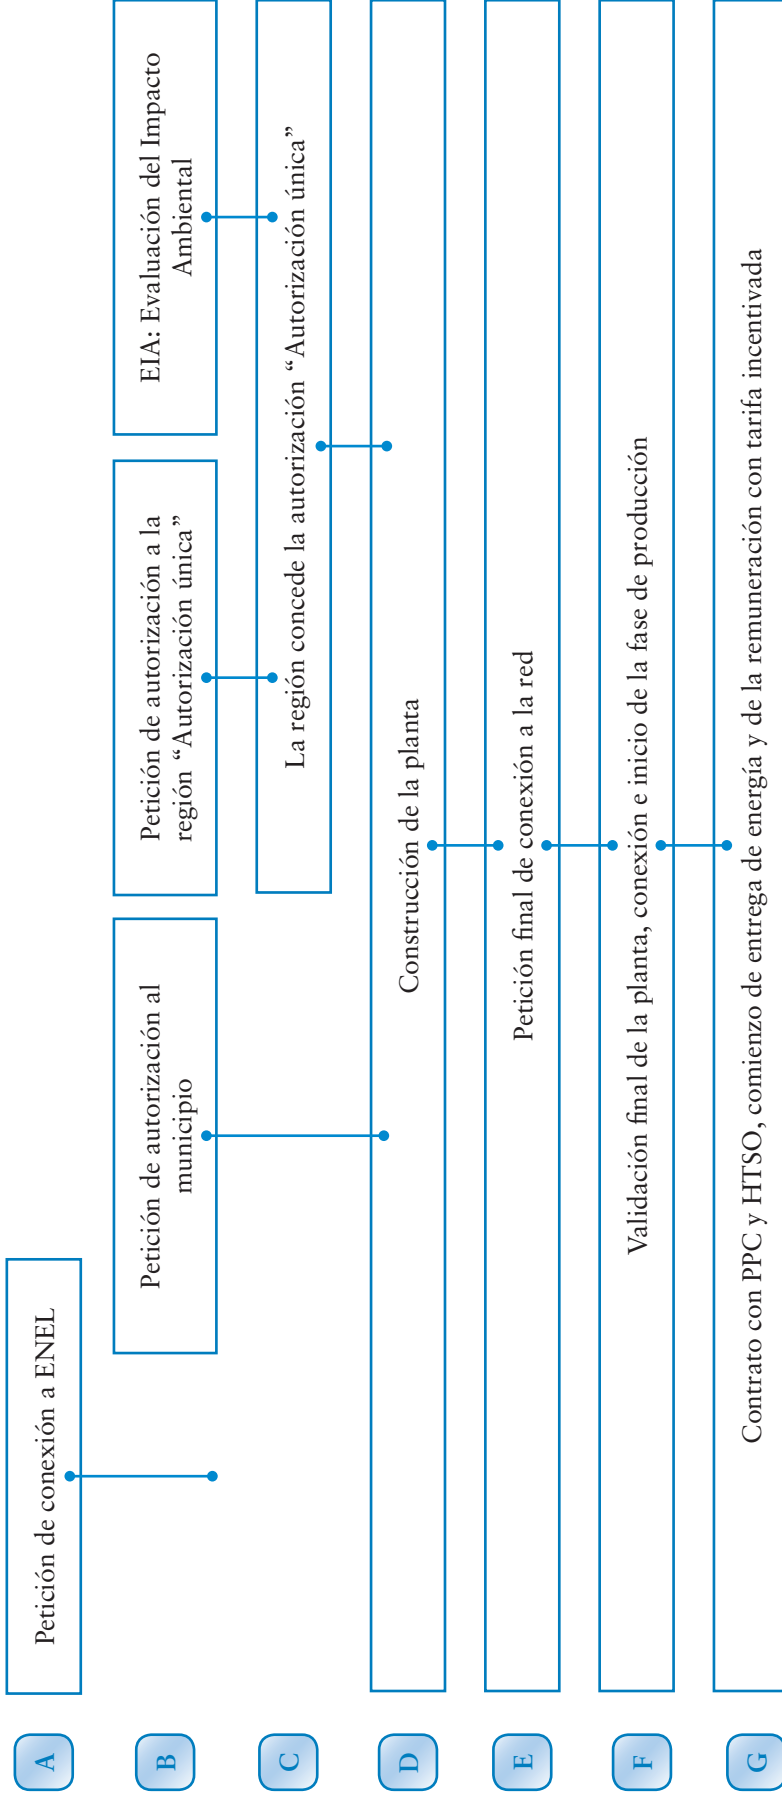 A
Petición de conexión a ENEL
B
Petición de autorización al
municipio
Petición de autorización a la
región “Autorización única”
EIA: Evaluación del Impacto
Ambiental
C
La región concede la autorización “Autorización única”
D
Construcción de la planta
E
Petición final de conexión a la red
F
Validación final de la planta, conexión e inicio de la fase de producción
G
Contrato con PPC y HTSO, comienzo de entrega de energía y de la remuneración con tarifa incentivada